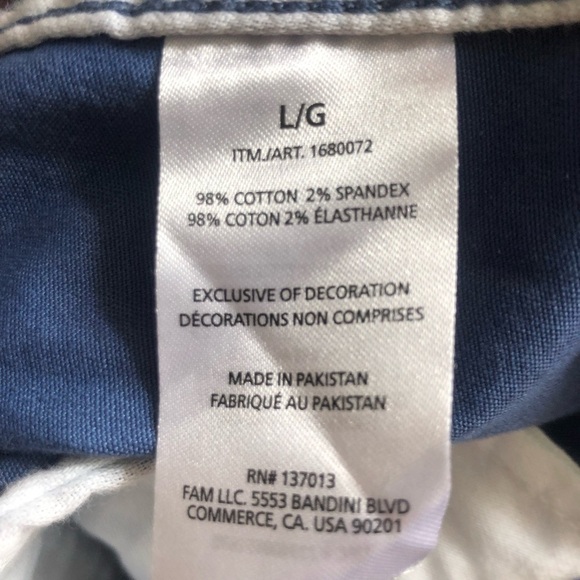 L/G
ITM./ART. 1680072
98% COTTON 2% SPANDEX
98% COTON 2% ÉLASTHANNE
EXCLUSIVE OF DECORATION
DÉCORATIONS NON COMPRISES
MADE IN PAKISTAN
FABRIQUÉ AU PAKISTAN
RN# 137013
FAM LLC. 5553 BANDINI BLVD
COMMERCE, CA. USA 90201